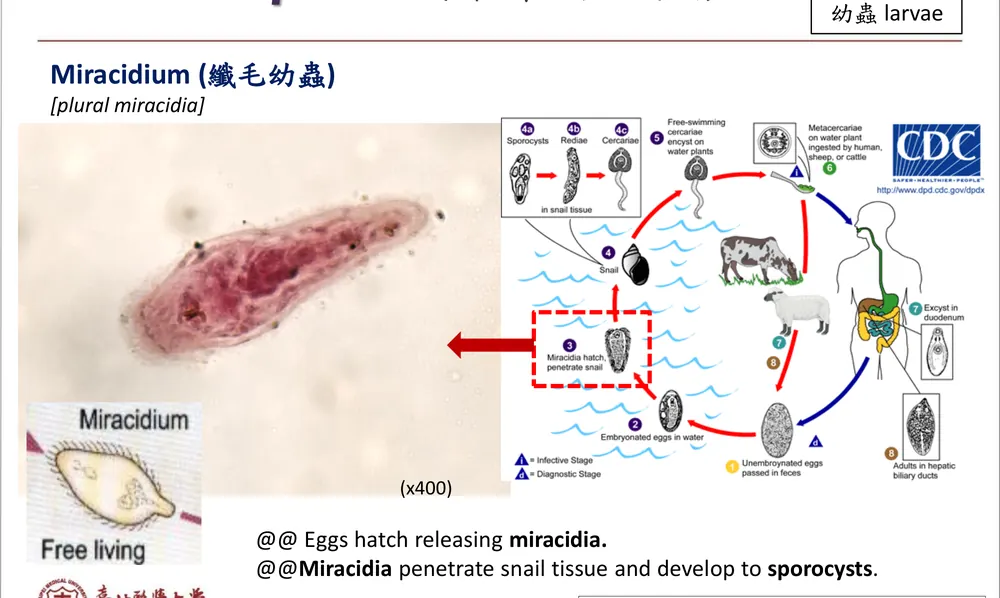 幼蟲 larvae
Miracidium (纖毛幼蟲)
[plural miracidia]
4a
4b
4c
Sporocysts
Rediae
Cercariae
in snail tissue
5
Free-swimming
cercariae
encyst on
water plants
Metacercariae
on water plant
ingested by human,
sheep, or cattle
6
i
CDC
SAFER•HEALTHIER•PEOPLE™
http://www.dpd.cdc.gov/dpdx
4
Snail
7
Excyst in
duodenum
3
Miracidia hatch,
penetrate snail
7
8
2
Embryonated eggs in water
d
1
Unembroynated eggs
passed in feces
8
Adults in hepatic
biliary ducts
i = Infective Stage
d = Diagnostic Stage
Miracidium
Free living
(x400)
@@ Eggs hatch releasing miracidia.
@@Miracidia penetrate snail tissue and develop to sporocysts.